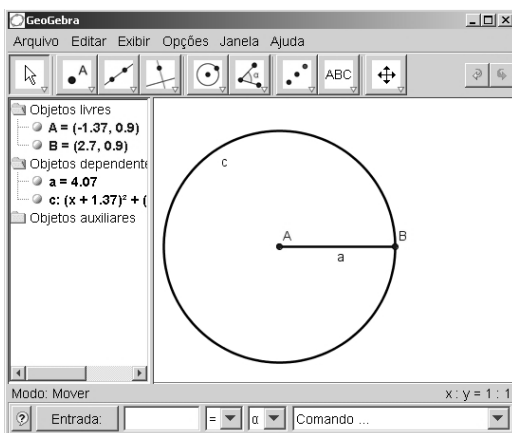 GeoGebra
Arquivo Editar Exibir Opções Janela Ajuda
A
α
ABC
Objetos livres
A = (-1.37, 0.9)
B = (2.7, 0.9)
Objetos dependente
a = 4.07
c: (x + 1.37)² + (
Objetos auxiliares
c
A
B
a
Modo: Mover
x : y = 1 : 1
? Entrada: = α Comando ...